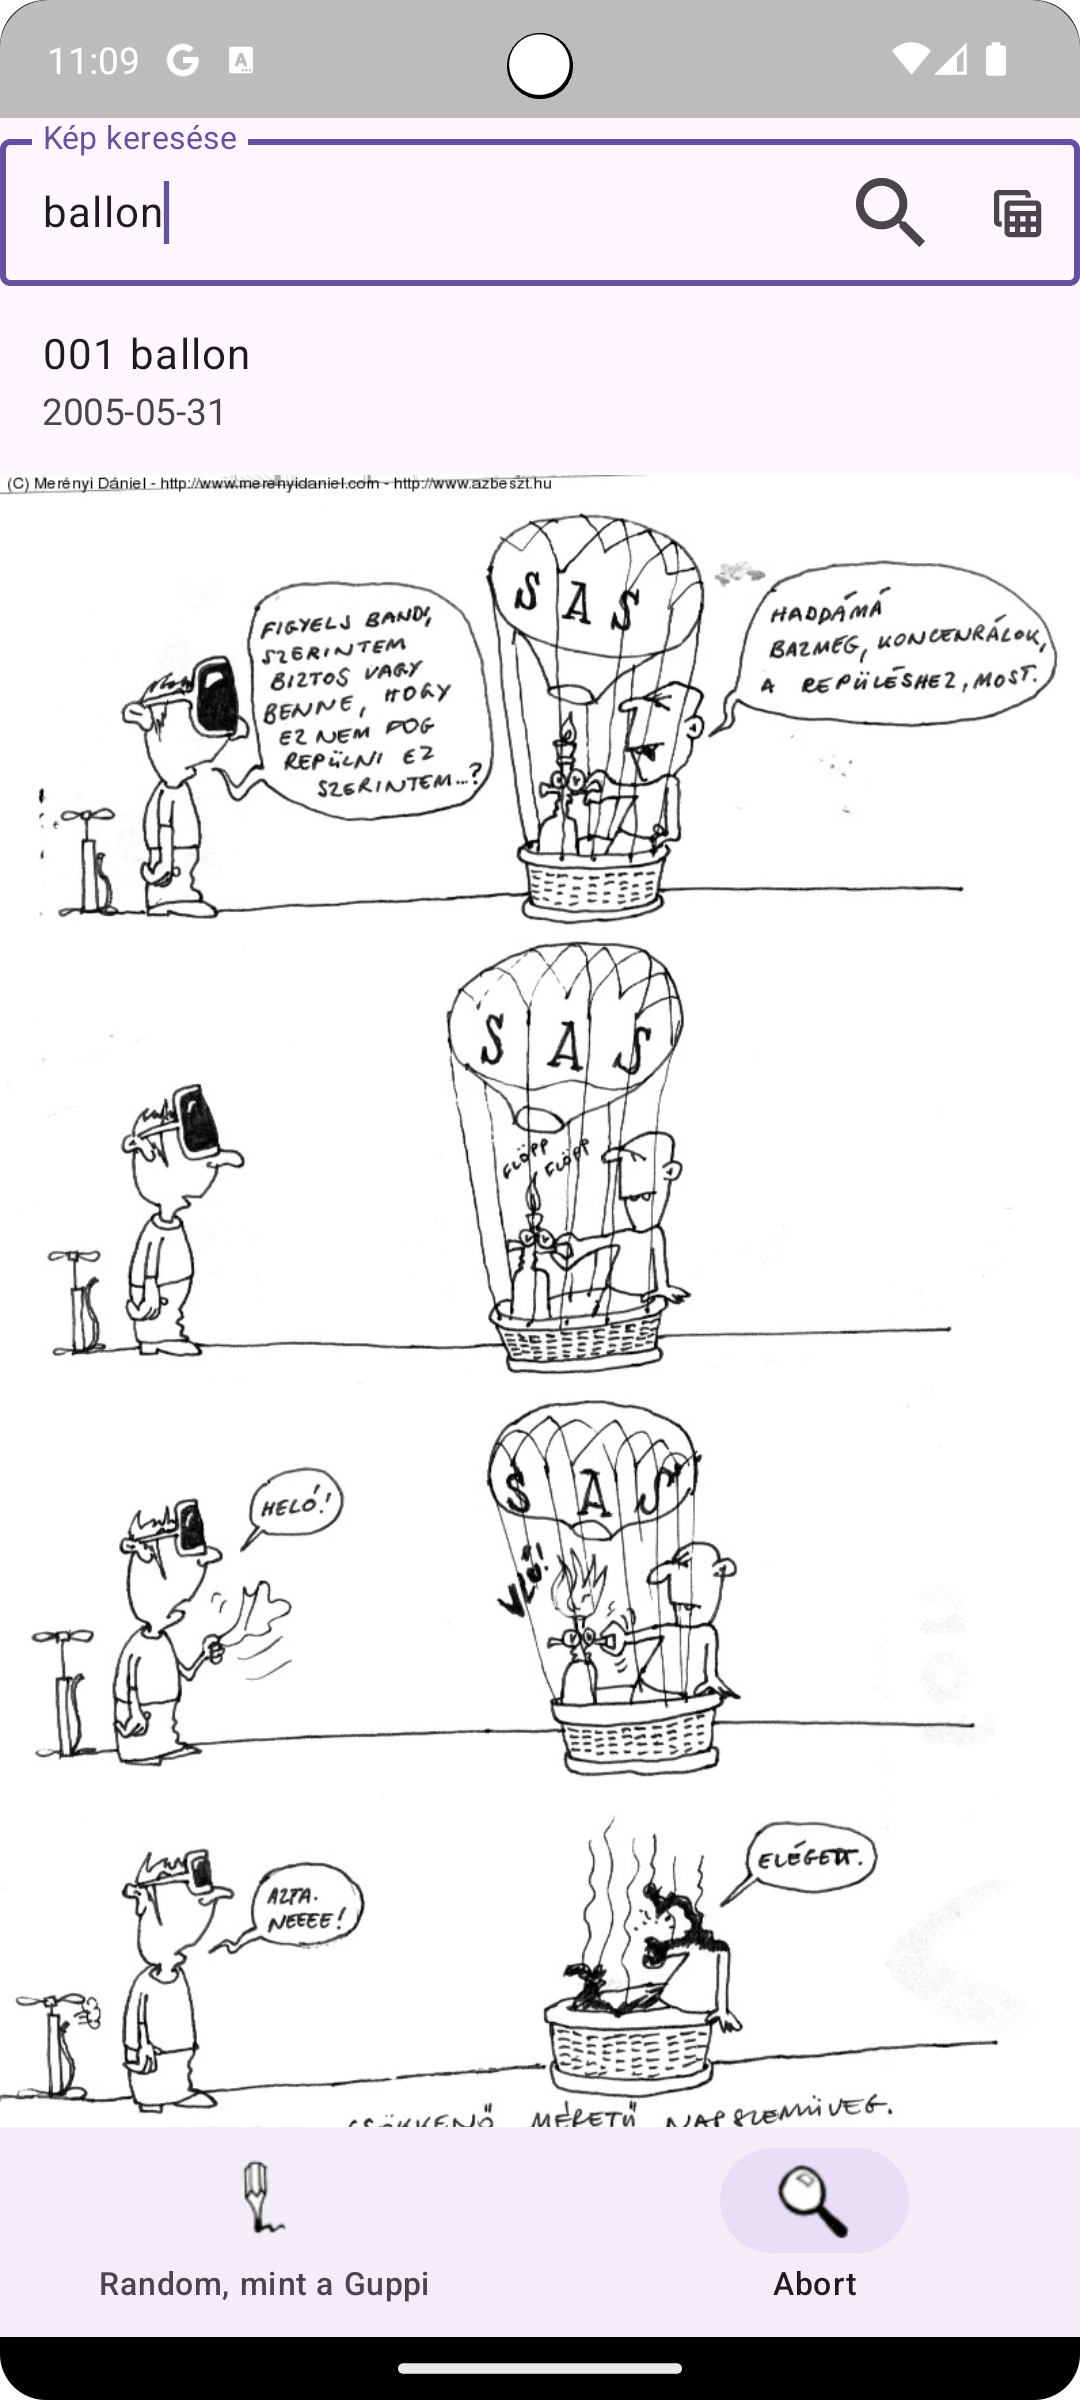 11:09
Kép keresése
ballon
001 ballon
2005-05-31
(C) Merényi Dániel - http://www.merenyidaniel.com - http://www.azbeszt.hu
FIGYELJ BANDI,
SZERINTEM
BIZTOS VAGY
BENNE, HOGY
EZ NEM FOG
REPÜLNI EZ
SZERINTEM...?
SAS
HADDÁMÁ
BAZMEG, KONCENRÁLOK,
A REPÜLÉSHEZ, MOST.
SAS
FLÖPP
FLÖPP
HELÓ!
SAS
VLŐ!
AZTA.
NEEEE!
ELÉGETT.
CSÖKKENŐ MÉRETŰ NAPSZEMÜVEG.
Random, mint a Guppi
Abort